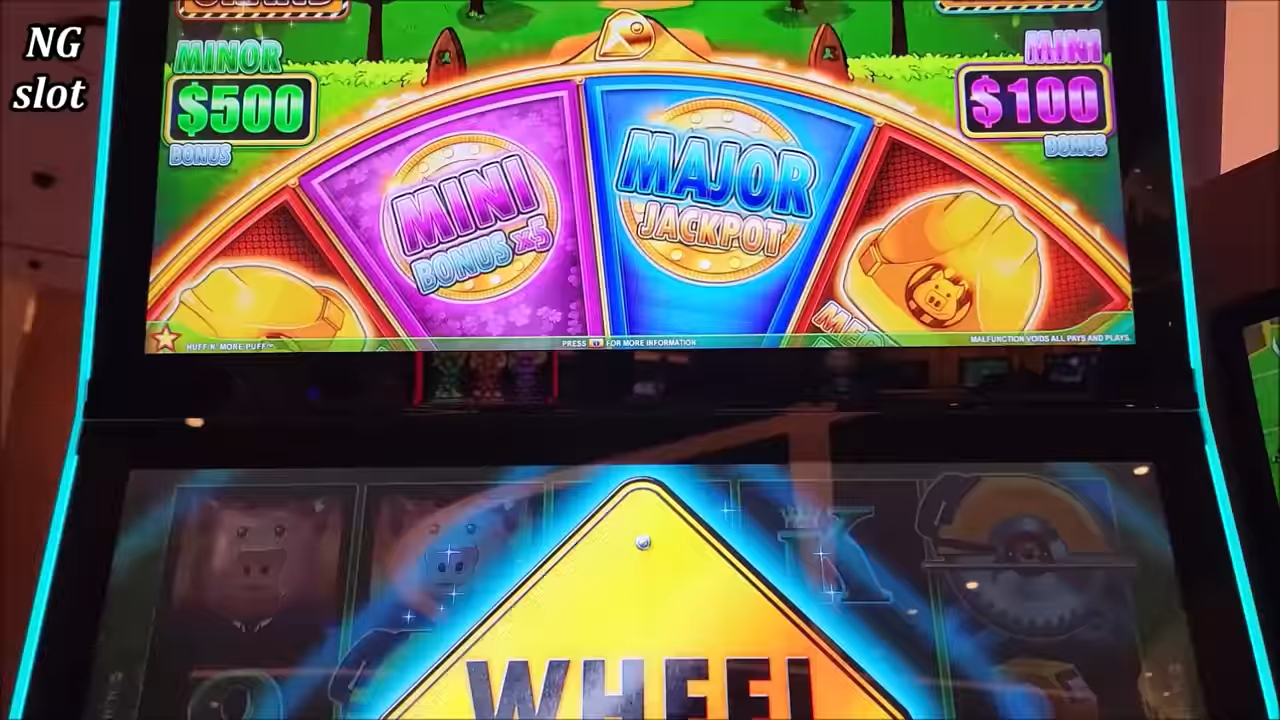 NG
slot
MINOR
$500
BONUS
MINI
$100
BONUS
MINI
BONUS X5
MAJOR
JACKPOT
HUFF N' MORE PUFF™
PRESS FOR MORE INFORMATION
MALFUNCTION VOIDS ALL PAYS AND PLAYS.
K
WHEEL